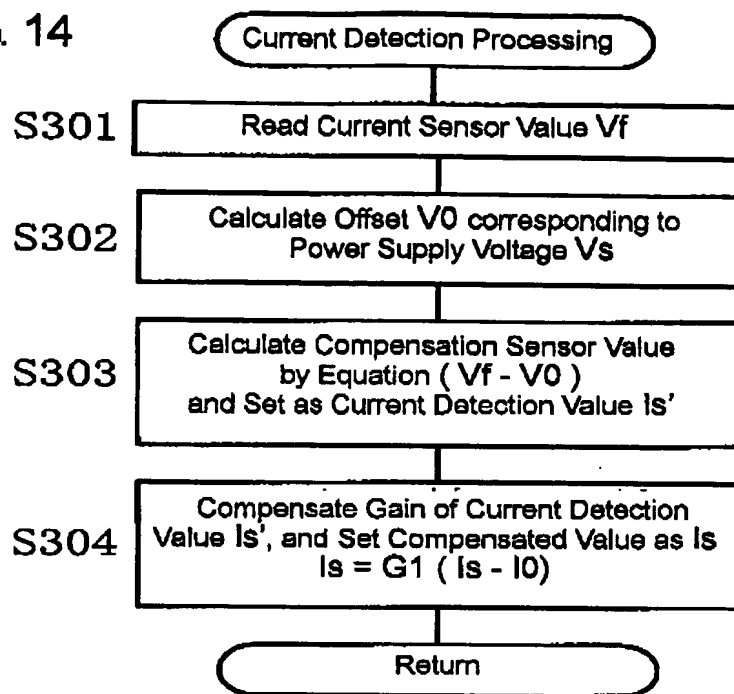 . 14
Current Detection Processing
S301
Read Current Sensor Value Vf
S302
Calculate Offset V0 corresponding to
Power Supply Voltage Vs
S303
Calculate Compensation Sensor Value
by Equation ( Vf - V0 )
and Set as Current Detection Value Is'
S304
Compensate Gain of Current Detection
Value Is', and Set Compensated Value as Is
Is = G1 ( Is - I0)
Return